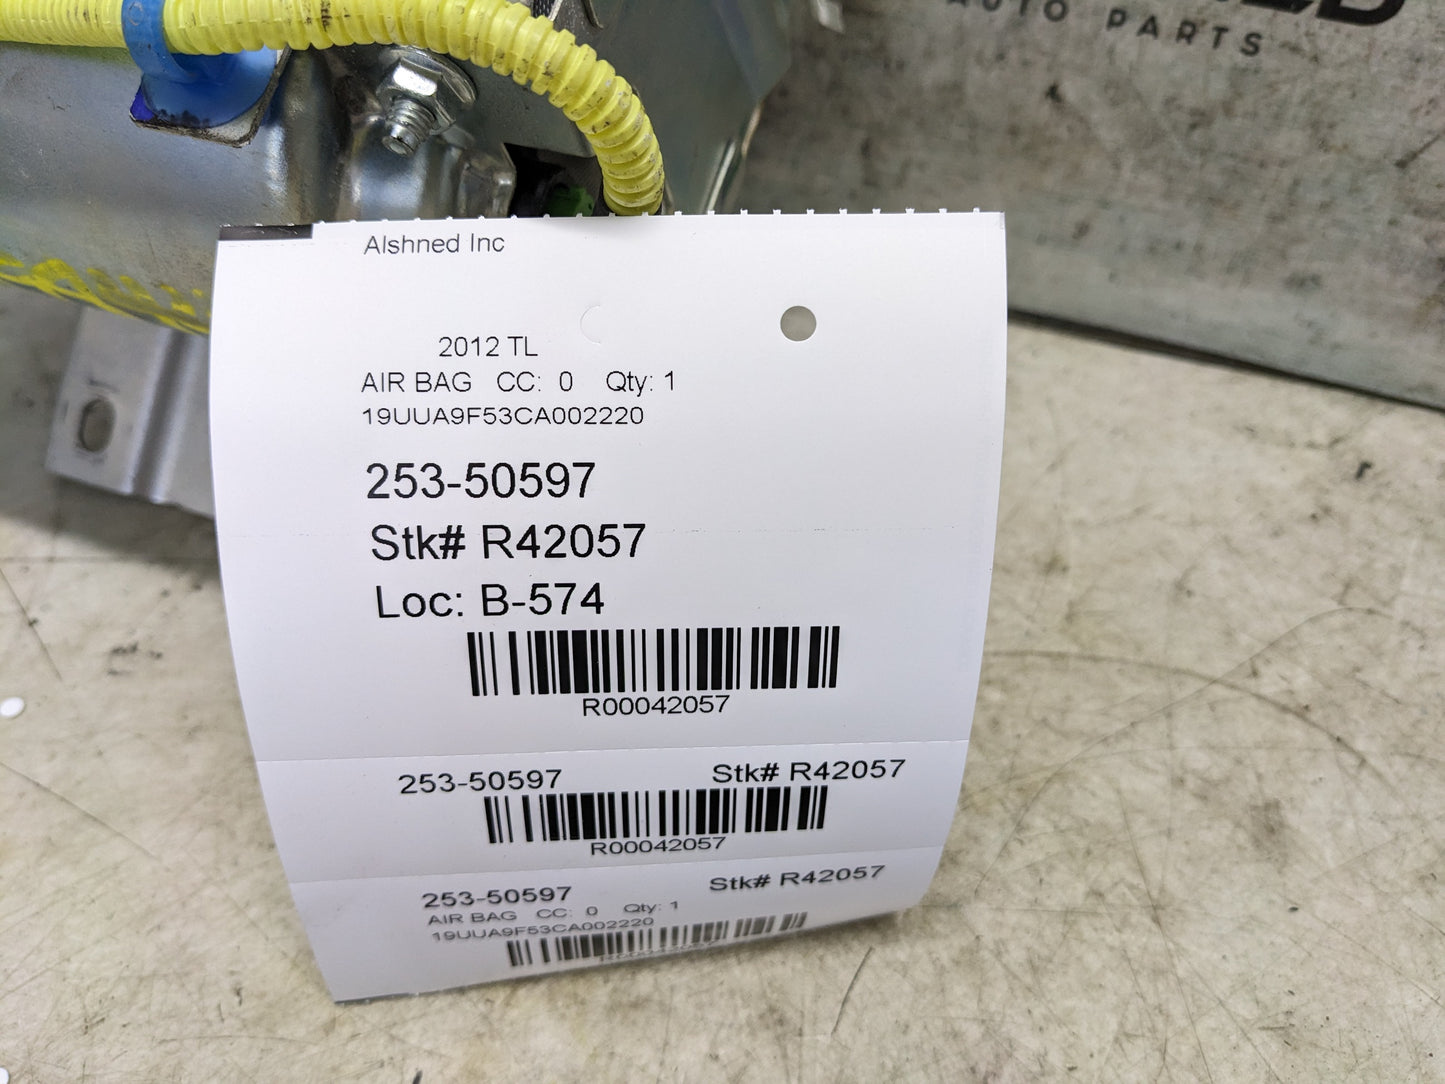 AUTO PARTS
Alshned Inc
2012 TL
AIR BAG CC: 0 Qty: 1
19UUA9F53CA002220
253-50597
Stk# R42057
Loc: B-574
R00042057
253-50597 Stk# R42057
R00042057
253-50597 Stk# R42057
AIR BAG CC: 0 Qty: 1
19UUA9F53CA002220